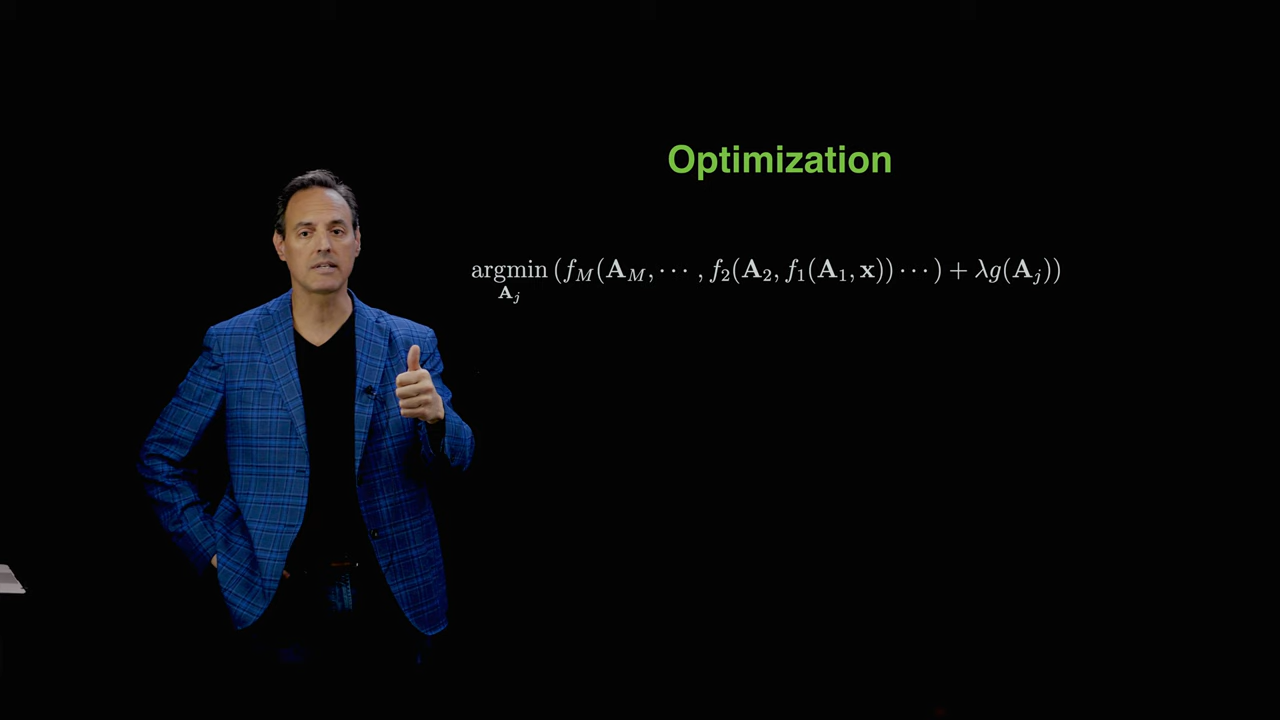 Optimization
argmin (f_M(A_M, ⋯ , f_2(A_2, f_1(A_1, x)) ⋯ ) + λg(A_j))
A_j